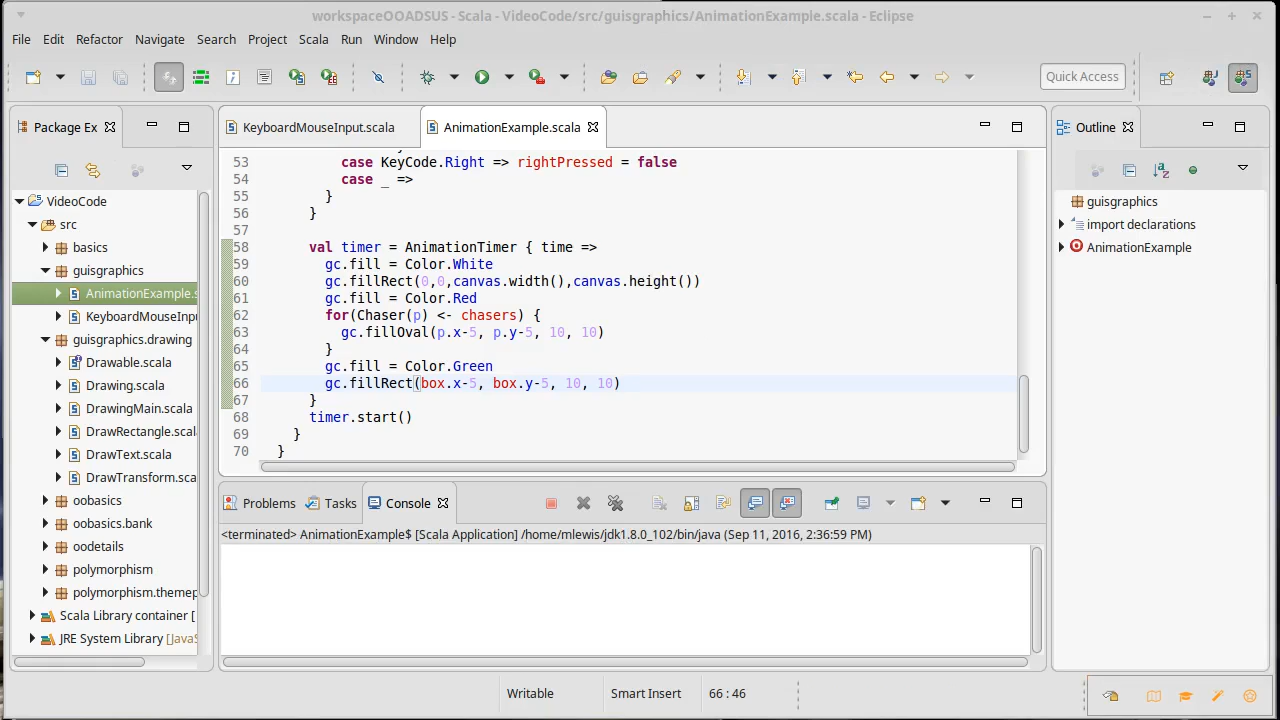 workspaceOOADSUS - Scala - VideoCode/src/guisgraphics/AnimationExample.scala - Eclipse
File Edit Refactor Navigate Search Project Scala Run Window Help
Quick Access
Package Ex
KeyboardMouseInput.scala
AnimationExample.scala
Outline
VideoCode
src
basics
guisgraphics
AnimationExample.s
KeyboardMouseInpu
guisgraphics.drawing
Drawable.scala
Drawing.scala
DrawingMain.scala
DrawRectangle.scal
DrawText.scala
DrawTransform.sca
oobasics
oobasics.bank
oodetails
polymorphism
polymorphism.themep
Scala Library container [
JRE System Library [JavaS
53 case KeyCode.Right => rightPressed = false
54 case _ =>
55 }
56 }
57
58 val timer = AnimationTimer { time =>
59 gc.fill = Color.White
60 gc.fillRect(0,0,canvas.width(),canvas.height())
61 gc.fill = Color.Red
62 for(Chaser(p) <- chasers) {
63 gc.fillOval(p.x-5, p.y-5, 10, 10)
64 }
65 gc.fill = Color.Green
66 gc.fillRect(box.x-5, box.y-5, 10, 10)
67 }
68 timer.start()
69 }
70 }
guisgraphics
import declarations
AnimationExample
Problems
Tasks
Console
<terminated> AnimationExample$ [Scala Application] /home/mlewis/jdk1.8.0_102/bin/java (Sep 11, 2016, 2:36:59 PM)
Writable
Smart Insert
66 : 46